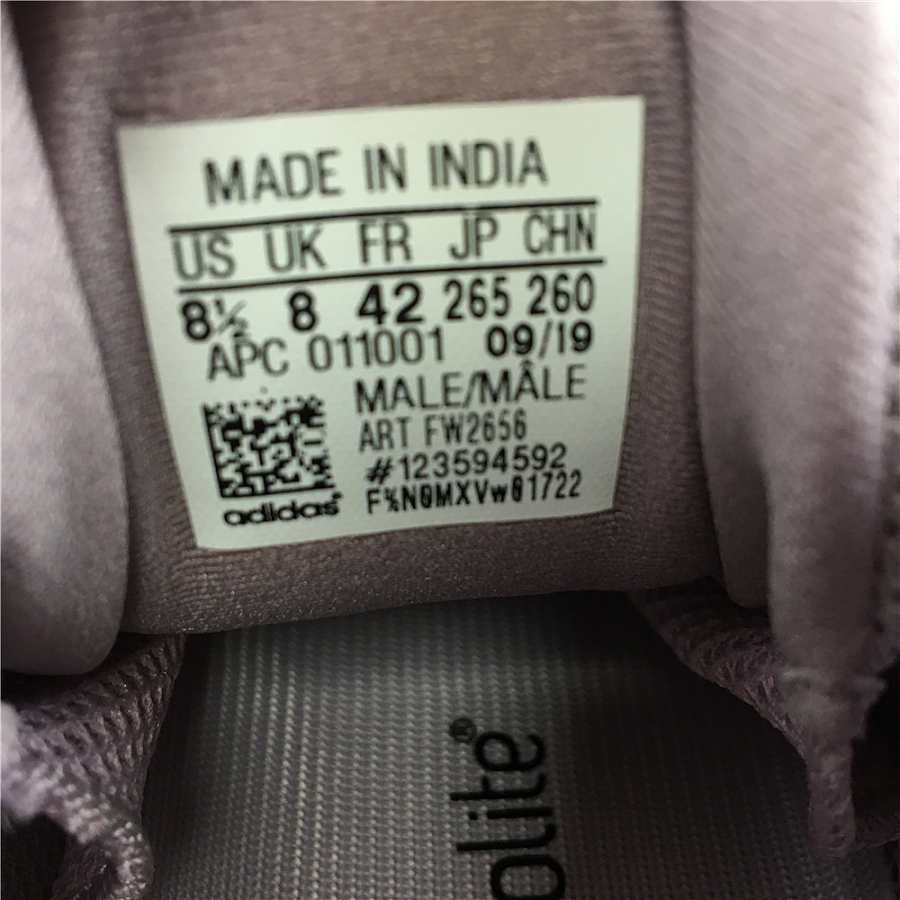 MADE IN INDIA
US UK FR JP CHN
8½ 8 42 265 260
APC 011001 09/19
MALE/MÂLE
ART FW2656
#123594592
F%N0MXVw01722
adidas®
olite®